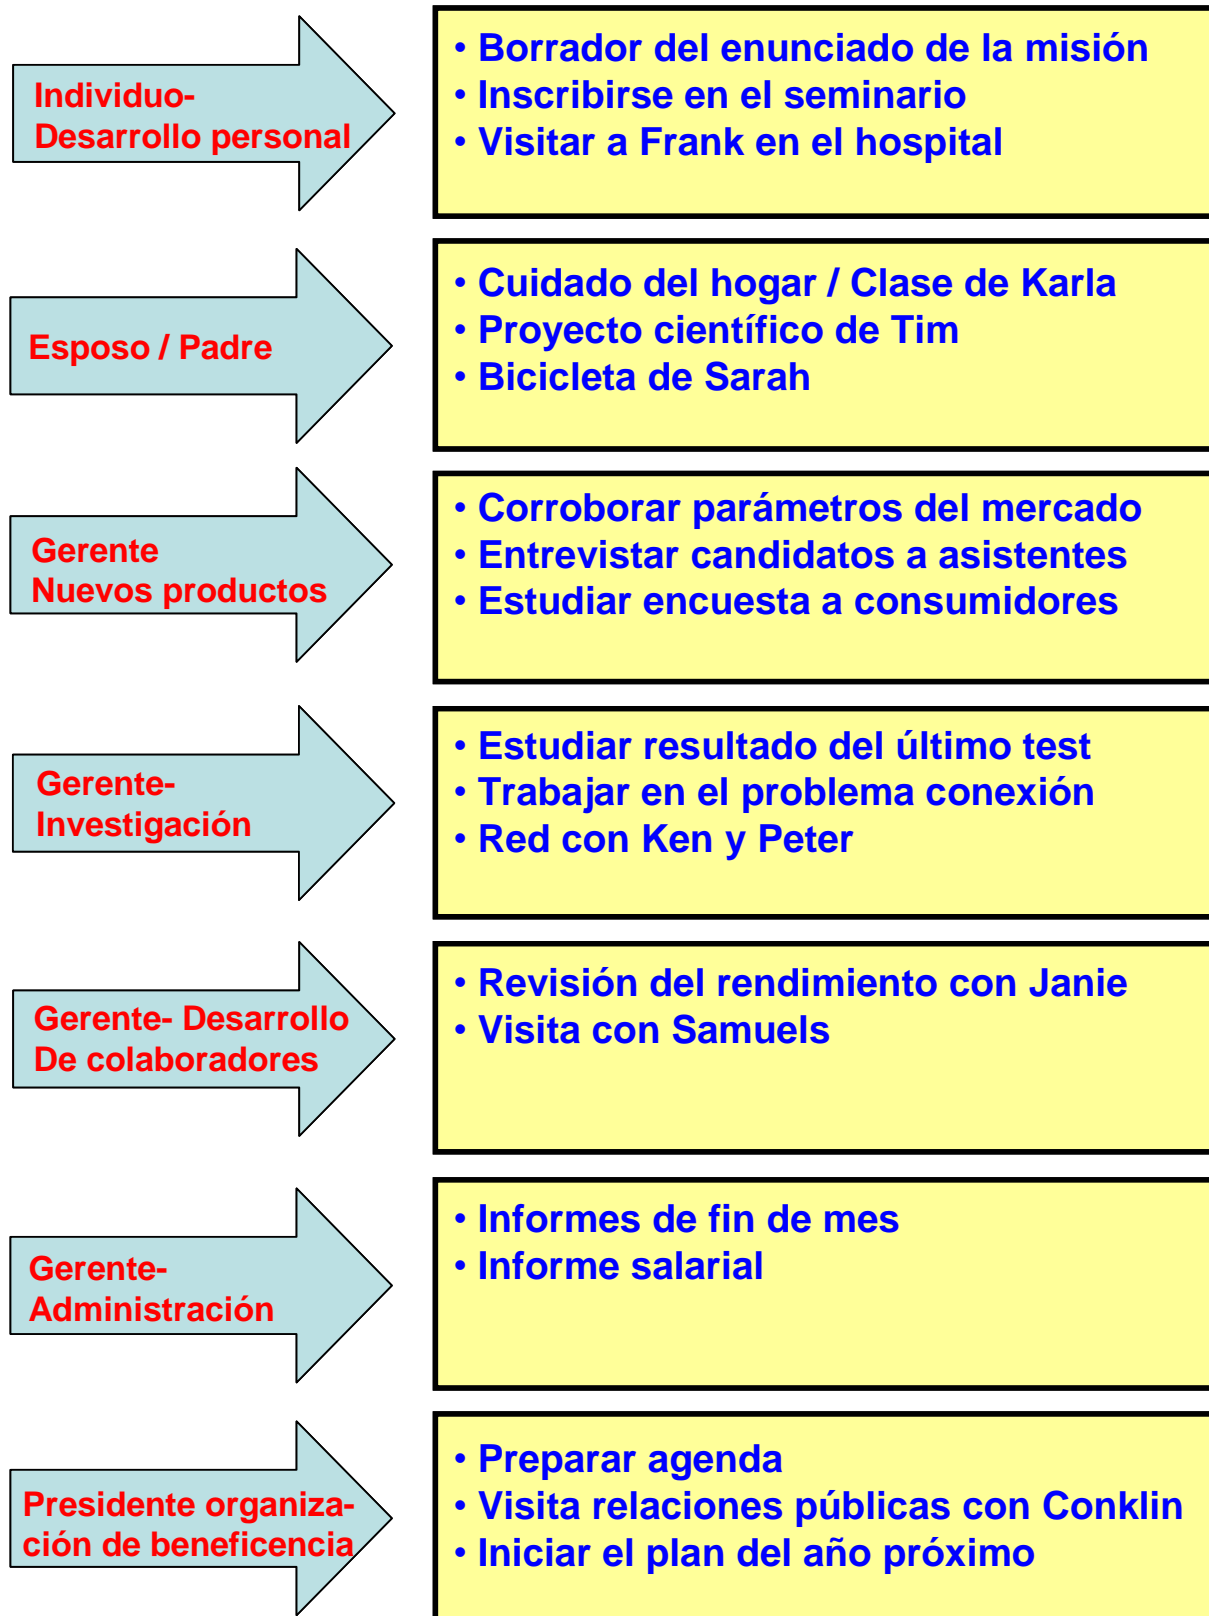 Individuo-
Desarrollo personal
• Borrador del enunciado de la misión
• Inscribirse en el seminario
• Visitar a Frank en el hospital
Esposo / Padre
• Cuidado del hogar / Clase de Karla
• Proyecto científico de Tim
• Bicicleta de Sarah
Gerente
Nuevos productos
• Corroborar parámetros del mercado
• Entrevistar candidatos a asistentes
• Estudiar encuesta a consumidores
Gerente-
Investigación
• Estudiar resultado del último test
• Trabajar en el problema conexión
• Red con Ken y Peter
Gerente- Desarrollo
De colaboradores
• Revisión del rendimiento con Janie
• Visita con Samuels
Gerente-
Administración
• Informes de fin de mes
• Informe salarial
Presidente organiza-
ción de beneficencia
• Preparar agenda
• Visita relaciones públicas con Conklin
• Iniciar el plan del año próximo